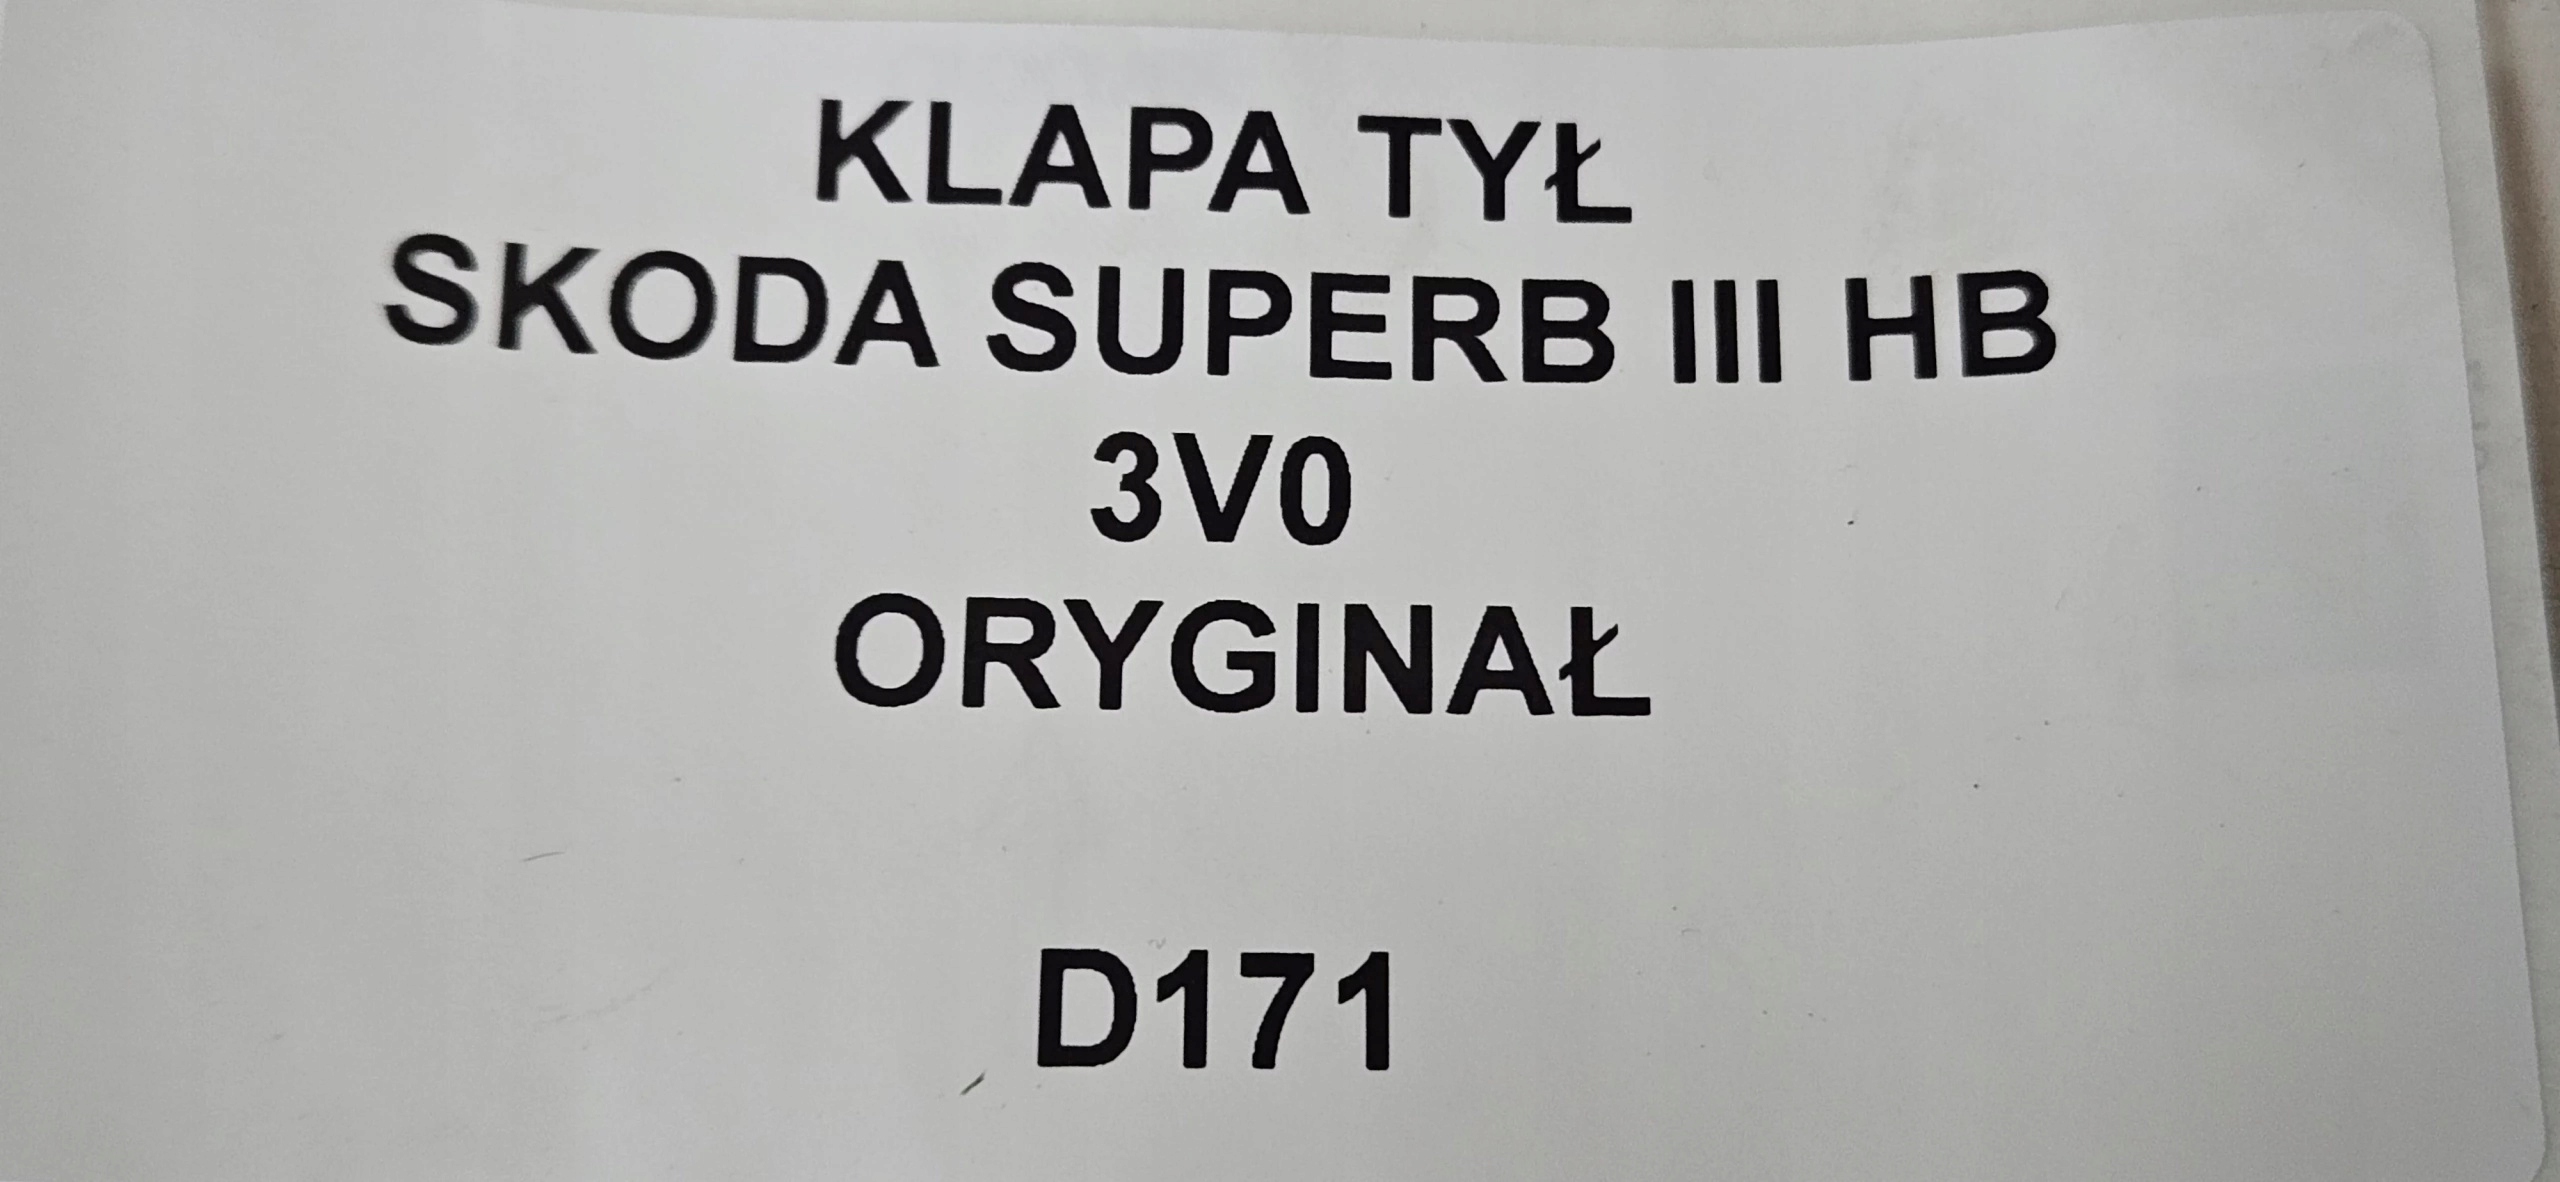 KLAPA TYŁ
SKODA SUPERB III HB
3V0
ORYGINAŁ
D171